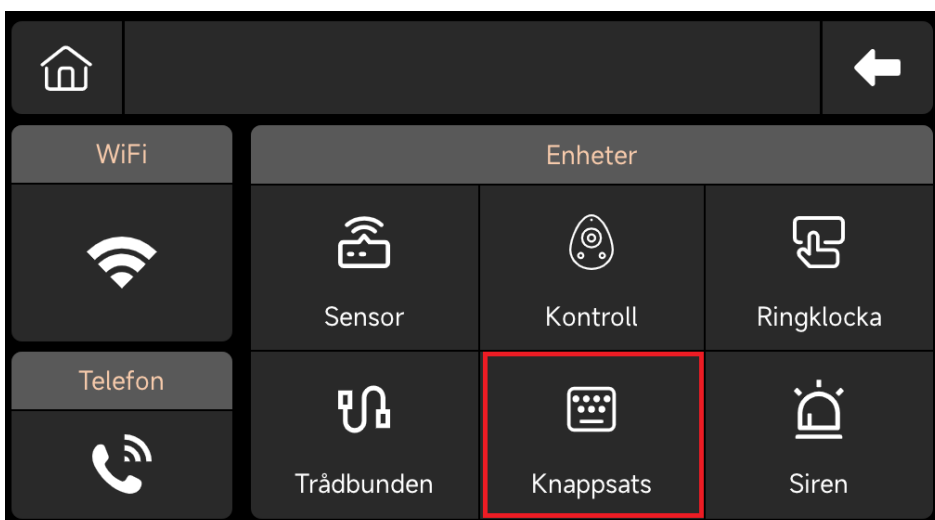 WiFi
Enheter
Sensor
Kontroll
Ringklocka
Telefon
Trådbunden
Knappsats
Siren